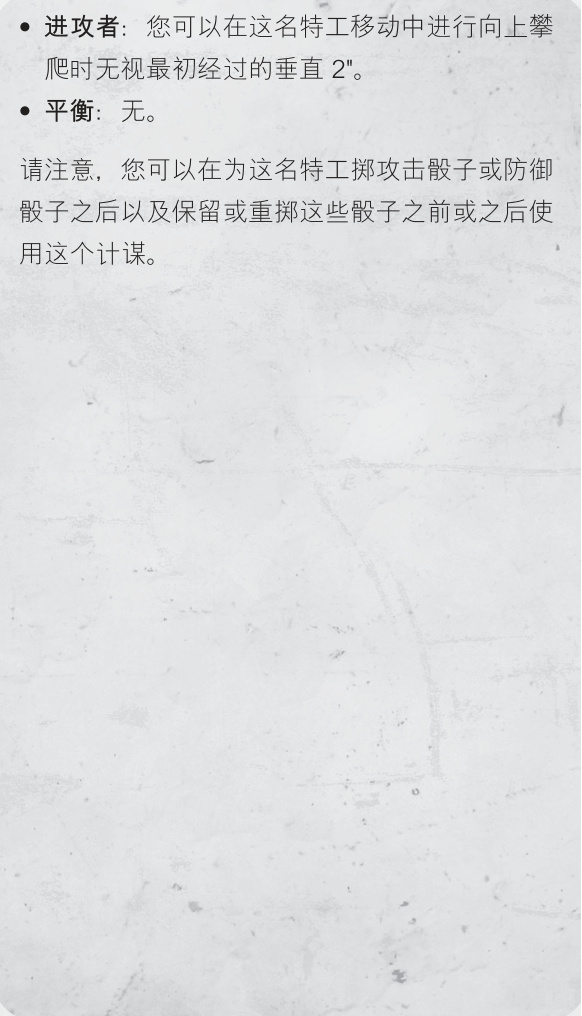 • 进攻者：您可以在这名特工移动中进行向上攀
爬时无视最初经过的垂直 2"。
• 平衡：无。
请注意，您可以在为这名特工掷攻击骰子或防御
骰子之后以及保留或重掷这些骰子之前或之后使
用这个计谋。